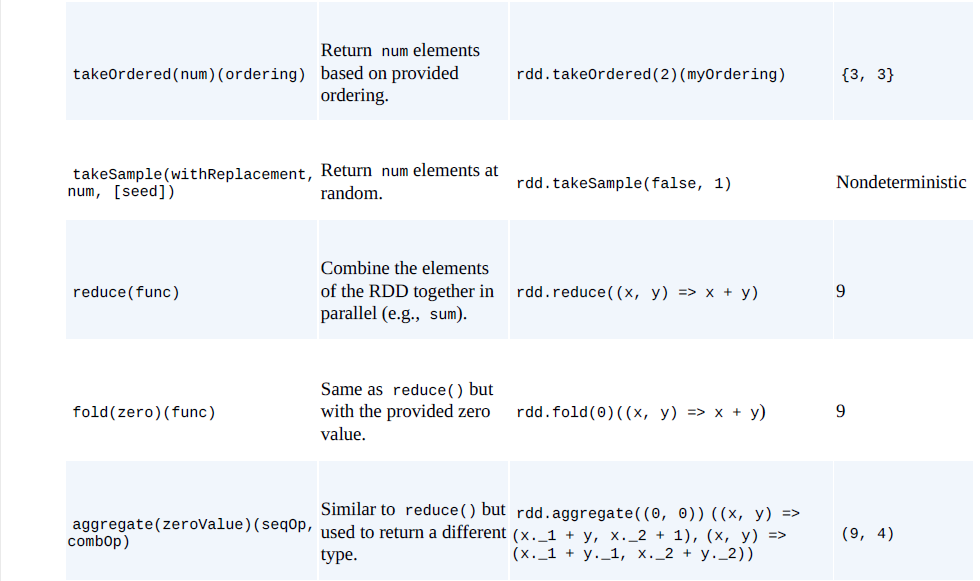 takeOrdered(num)(ordering)
Return num elements
based on provided
ordering.
rdd.takeOrdered(2)(myOrdering)
{3, 3}
takeSample(withReplacement,
num, [seed])
Return num elements at
random.
rdd.takeSample(false, 1)
Nondeterministic
reduce(func)
Combine the elements
of the RDD together in
parallel (e.g., sum).
rdd.reduce((x, y) => x + y)
9
fold(zero)(func)
Same as reduce() but
with the provided zero
value.
rdd.fold(0)((x, y) => x + y)
9
aggregate(zeroValue)(seqOp,
combOp)
Similar to reduce() but
used to return a different
type.
rdd.aggregate((0, 0)) ((x, y) =>
(x._1 + y, x._2 + 1), (x, y) =>
(x._1 + y._1, x._2 + y._2))
(9, 4)